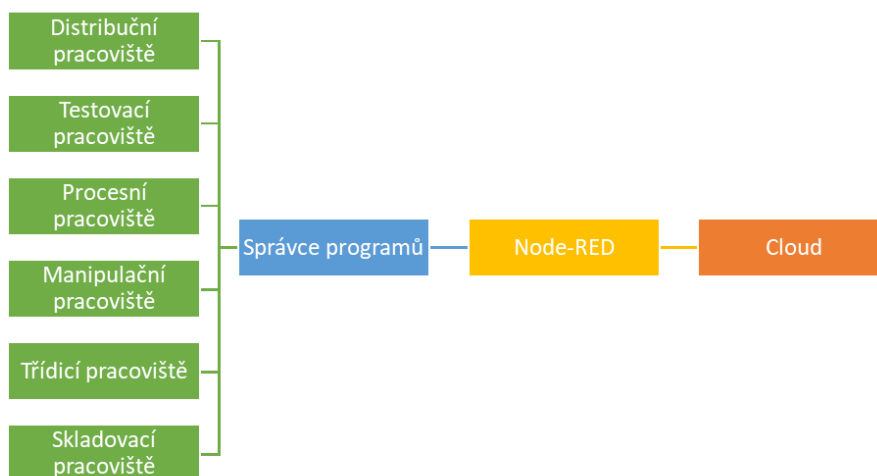 Distribuční
pracoviště
Testovací
pracoviště
Procesní
pracoviště
Manipulační
pracoviště
Třídicí pracoviště
Skladovací
pracoviště
Správce programů
Node-RED
Cloud